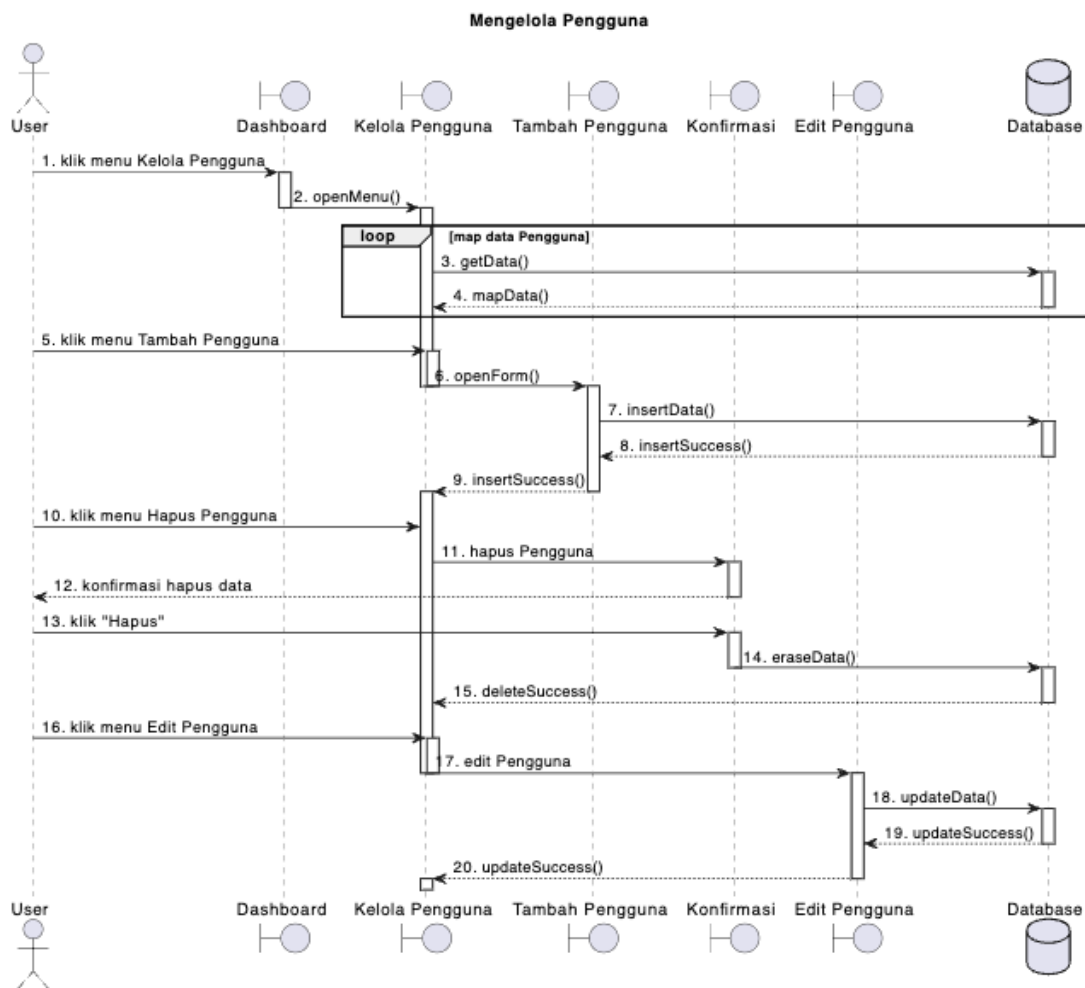 Mengelola Pengguna
User
Dashboard
Kelola Pengguna
Tambah Pengguna
Konfirmasi
Edit Pengguna
Database
1. klik menu Kelola Pengguna
2. openMenu()
loop
[map data Pengguna]
3. getData()
4. mapData()
5. klik menu Tambah Pengguna
6. openForm()
7. insertData()
8. insertSuccess()
9. insertSuccess()
10. klik menu Hapus Pengguna
11. hapus Pengguna
12. konfirmasi hapus data
13. klik "Hapus"
14. eraseData()
15. deleteSuccess()
16. klik menu Edit Pengguna
17. edit Pengguna
18. updateData()
19. updateSuccess()
20. updateSuccess()
User
Dashboard
Kelola Pengguna
Tambah Pengguna
Konfirmasi
Edit Pengguna
Database